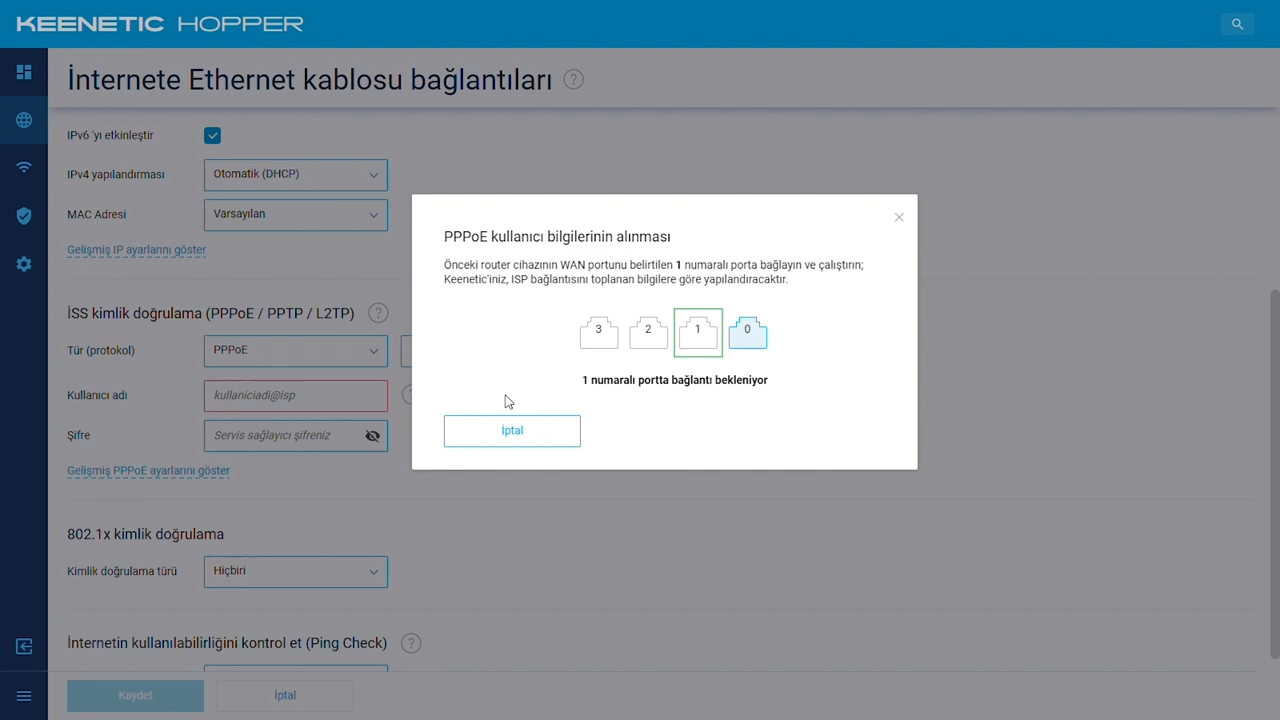 KEENETIC HOPPER
İnternete Ethernet kablosu bağlantıları ?
IPv6 'yı etkinleştir
IPv4 yapılandırması
Otomatik (DHCP)
MAC Adresi
Varsayılan
Gelişmiş IP ayarlarını göster
İSS kimlik doğrulama (PPPoE / PPTP / L2TP) ?
Tür (protokol)
PPPoE
Kullanıcı adı
kullaniciadi@isp
Şifre
Servis sağlayıcı şifreniz
Gelişmiş PPPoE ayarlarını göster
802.1x kimlik doğrulama
Kimlik doğrulama türü
Hiçbiri
İnternetin kullanılabilirliğini kontrol et (Ping Check) ?
Kaydet
İptal
PPPoE kullanıcı bilgilerinin alınması
Önceki router cihazının WAN portunu belirtilen 1 numaralı porta bağlayın ve çalıştırın;
Keenetic'iniz, ISP bağlantısını toplanan bilgilere göre yapılandıracaktır.
3 2 1 0
1 numaralı portta bağlantı bekleniyor
İptal